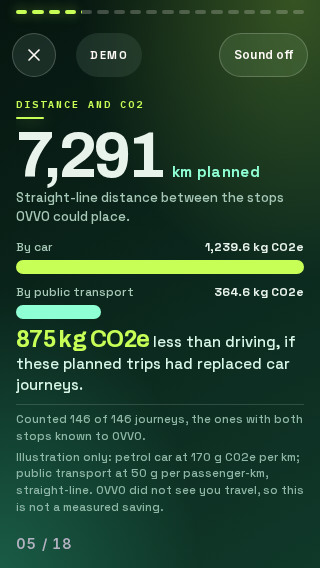 DEMO
Sound off
DISTANCE AND CO2
7,291 km planned
Straight-line distance between the stops
OVVO could place.
By car 1,239.6 kg CO2e
By public transport 364.6 kg CO2e
875 kg CO2e less than driving, if
these planned trips had replaced car
journeys.
Counted 146 of 146 journeys, the ones with both
stops known to OVVO.
Illustration only: petrol car at 170 g CO2e per km;
public transport at 50 g per passenger-km,
straight-line. OVVO did not see you travel, so this
is not a measured saving.
05 / 18